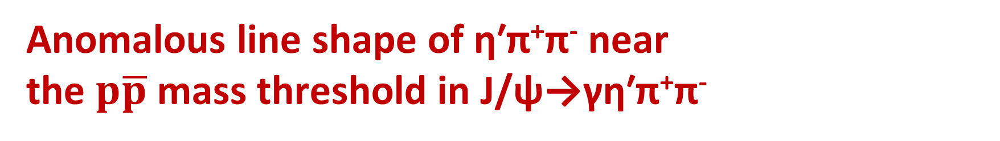 Anomalous line shape of η′π⁺π⁻ near
the pp̅ mass threshold in J/ψ→γη′π⁺π⁻